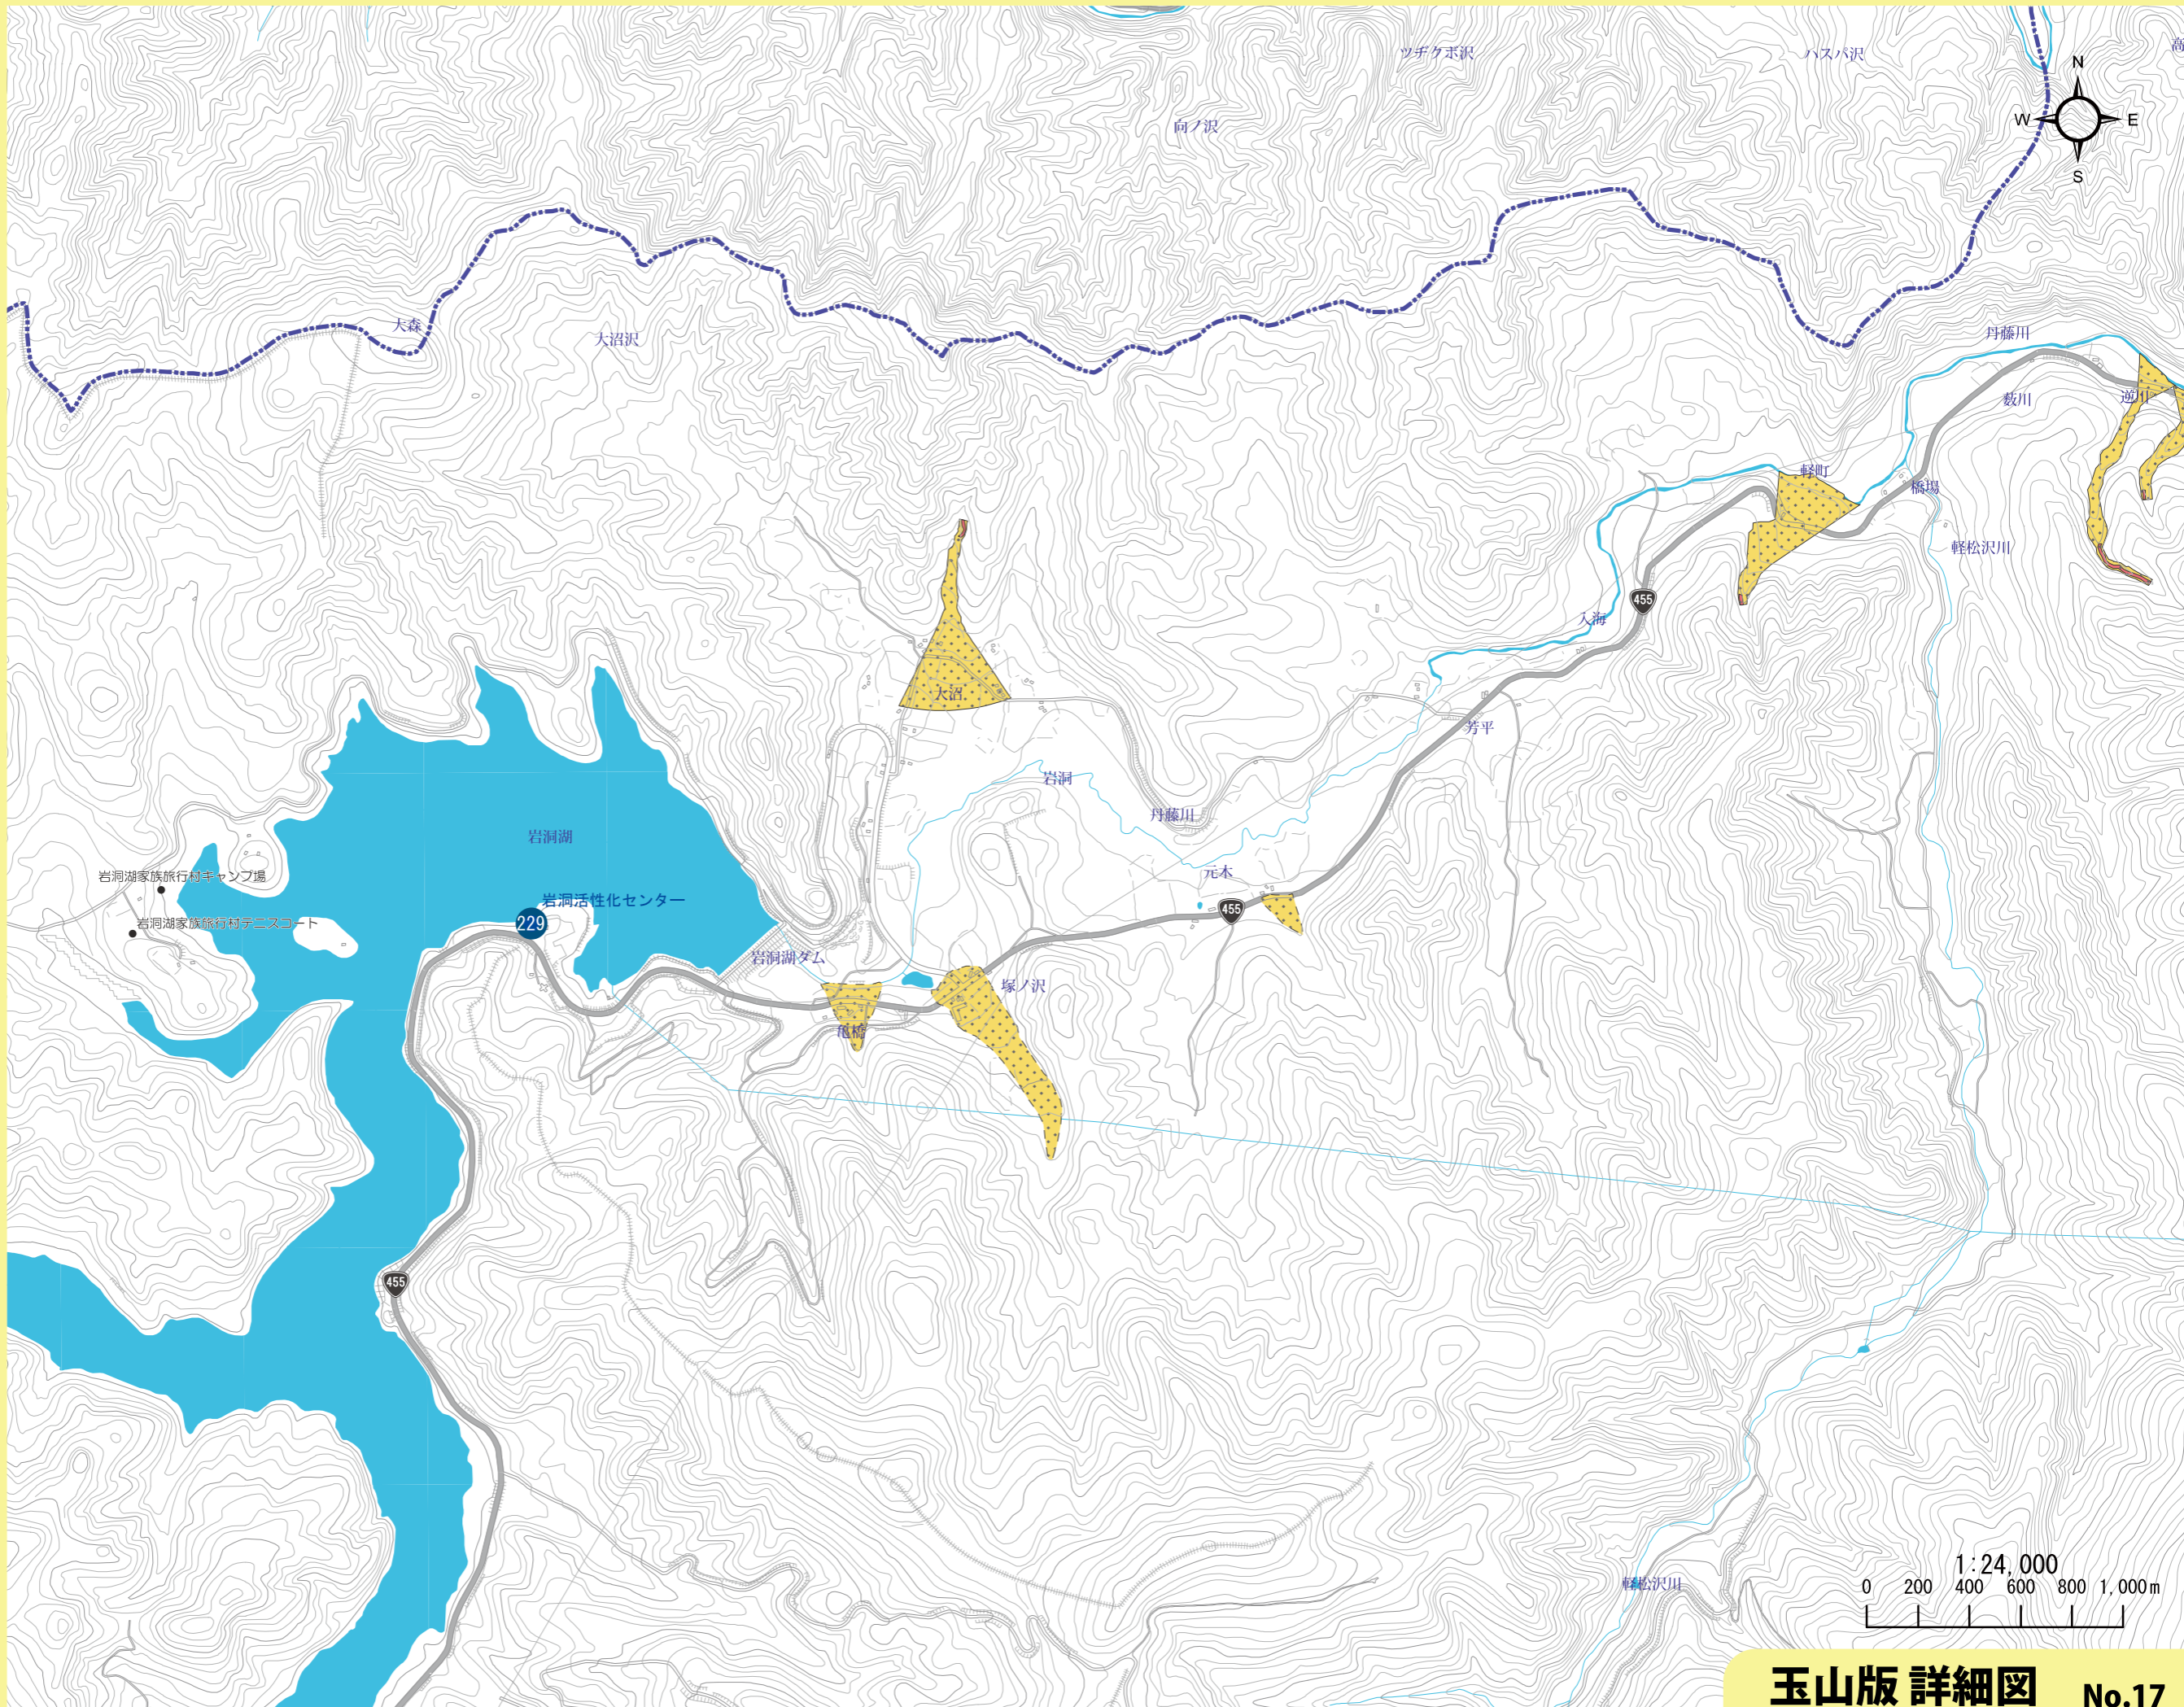 ツヂクボ沢
ハスパ沢
高
N
W
E
S
向ノ沢
大森
大沼沢
丹藤川
逆川
薮川
軽町
橋場
軽松沢川
455
入海
大沼
芳平
岩洞
丹藤川
岩洞湖
元木
岩洞湖家族旅行村キャンプ場
岩洞活性化センター
229
455
岩洞湖家族旅行村テニスコート
岩洞湖ダム
塚ノ沢
亀橋
455
軽松沢川
1:24,000
0 200 400 600 800 1,000m
玉山版 詳細図 No.17